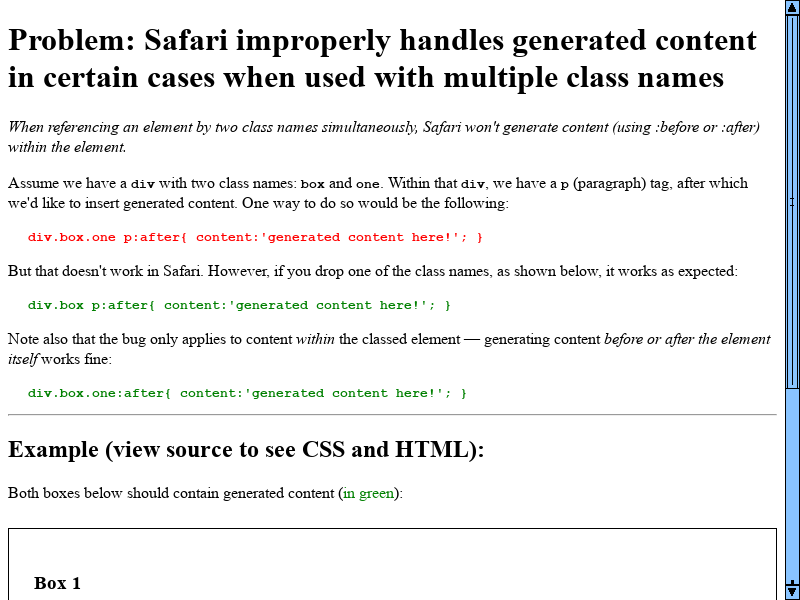 Problem: Safari improperly handles generated content
in certain cases when used with multiple class names
When referencing an element by two class names simultaneously, Safari won't generate content (using :before or :after)
within the element.
Assume we have a div with two class names: box and one. Within that div, we have a p (paragraph) tag, after which
we'd like to insert generated content. One way to do so would be the following:
div.box.one p:after{ content:'generated content here!'; }
But that doesn't work in Safari. However, if you drop one of the class names, as shown below, it works as expected:
div.box p:after{ content:'generated content here!'; }
Note also that the bug only applies to content within the classed element — generating content before or after the element
itself works fine:
div.box.one:after{ content:'generated content here!'; }
Example (view source to see CSS and HTML):
Both boxes below should contain generated content (in green):
Box 1